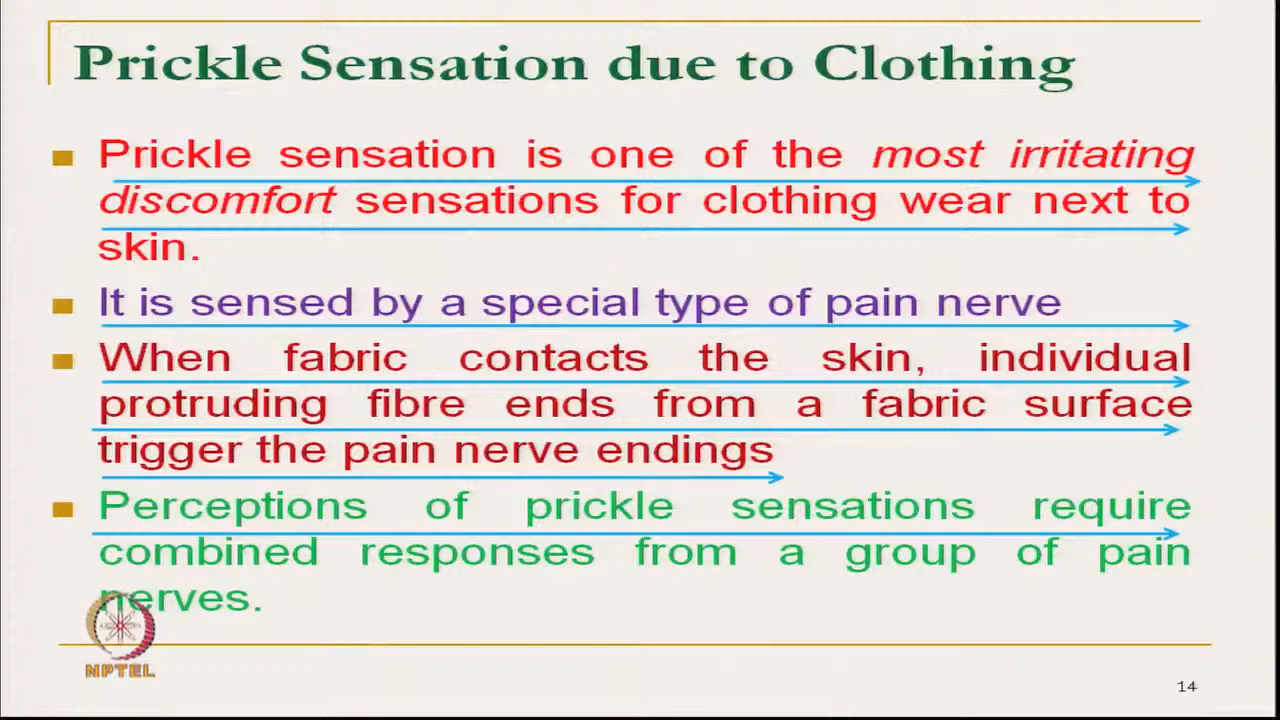 Prickle Sensation due to Clothing
Prickle sensation is one of the most irritating
discomfort sensations for clothing wear next to
skin.
It is sensed by a special type of pain nerve
When fabric contacts the skin, individual
protruding fibre ends from a fabric surface
trigger the pain nerve endings
Perceptions of prickle sensations require
combined responses from a group of pain
nerves.
NPTEL
14